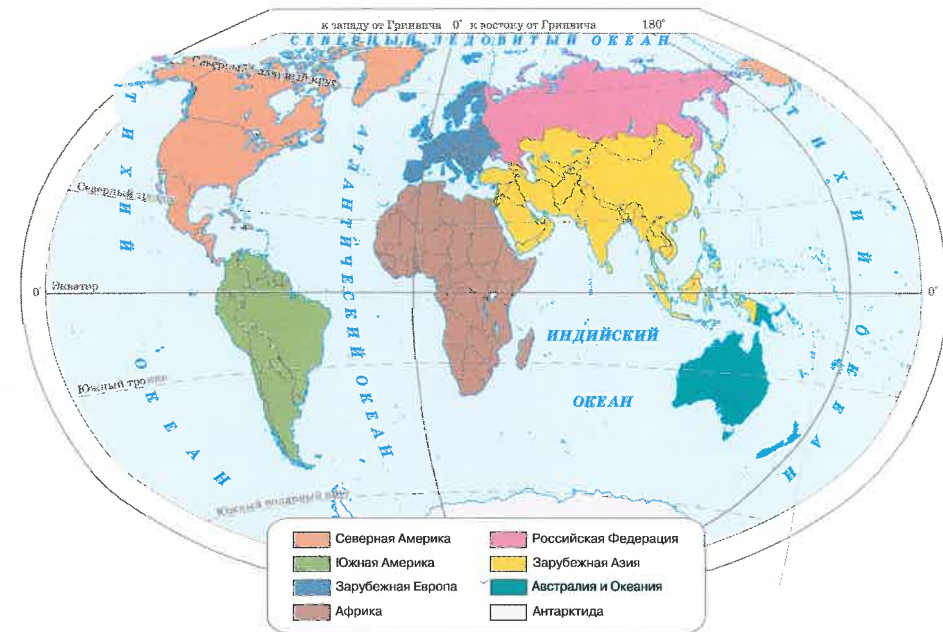 к западу от Гринвича 0° к востоку от Гринвича 180°
СЕВЕРНЫЙ ЛЕДОВИТЫЙ ОКЕАН
Северный полярный круг
ТИХИЙ
АТЛАНТИЧЕСКИЙ ОКЕАН
ТИХИЙ ОКЕАН
Северный тропик
0° Экватор 0°
ИНДИЙСКИЙ
ОКЕАН
Южный тропик
ОКЕАН
Южный полярный круг
Северная Америка
Южная Америка
Зарубежная Европа
Африка
Российская Федерация
Зарубежная Азия
Австралия и Океания
Антарктида